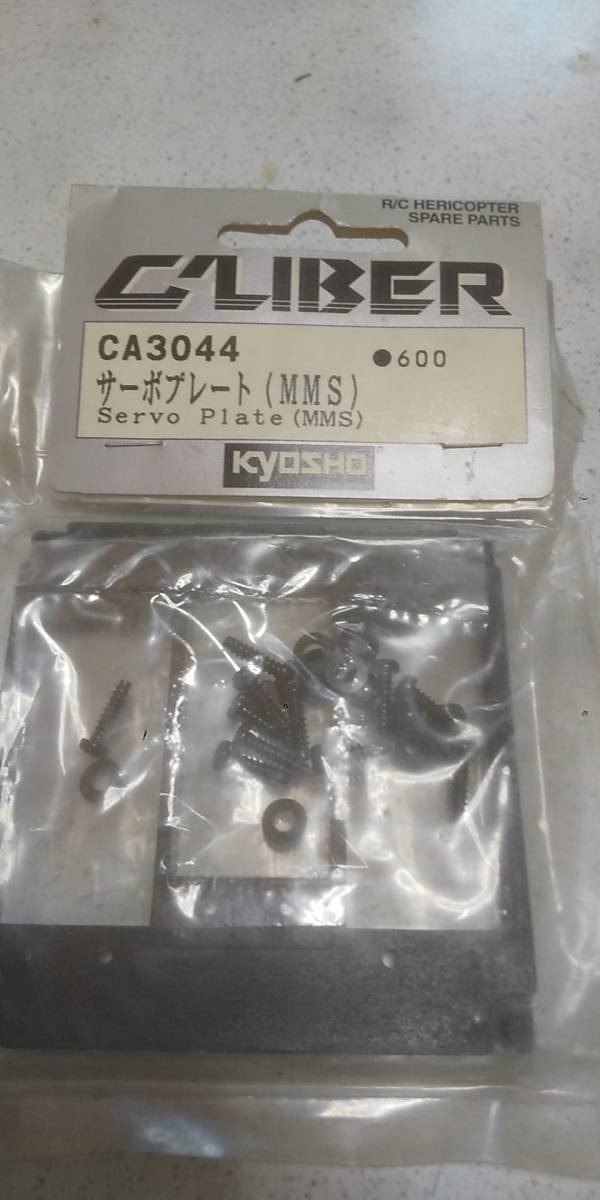 R/C HERICOPTER
SPARE PARTS
CALIBER
CA3044 ●600
サーボプレート(MMS)
Servo Plate(MMS)
KYOSHO